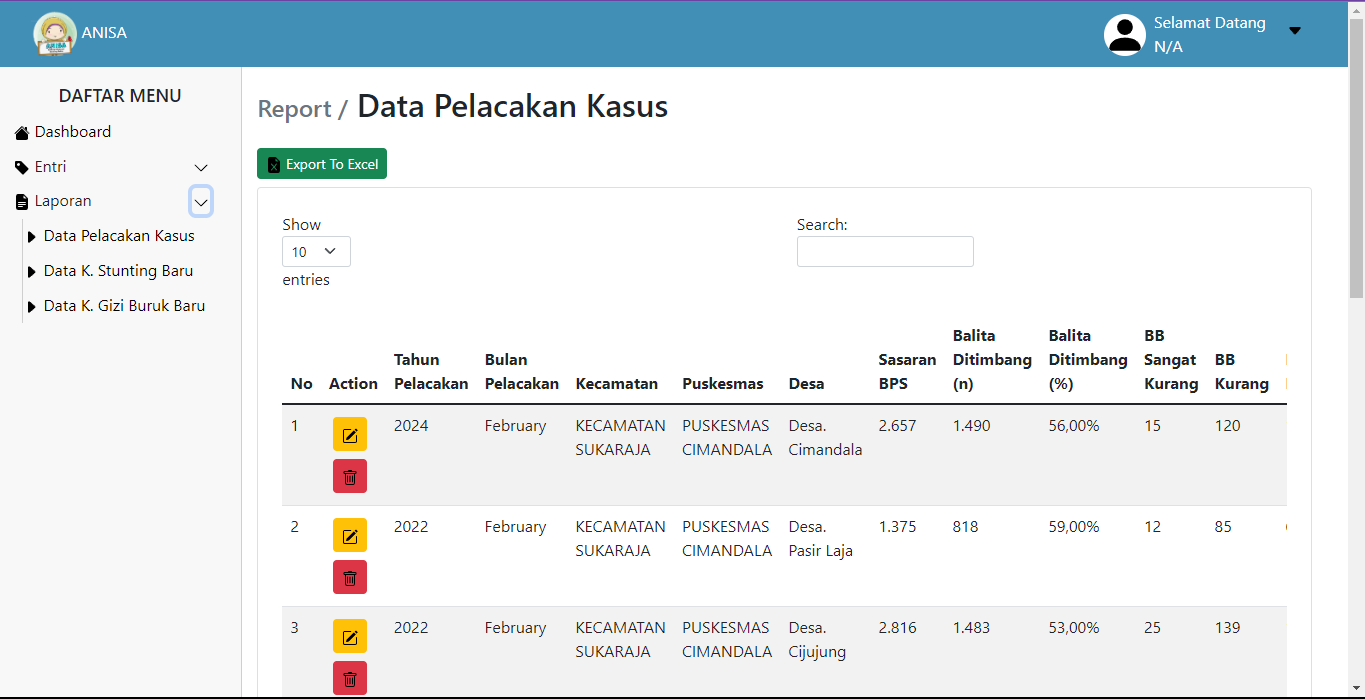 ANISA
Selamat Datang
N/A
DAFTAR MENU
Dashboard
Entri
Laporan
Data Pelacakan Kasus
Data K. Stunting Baru
Data K. Gizi Buruk Baru
Report / Data Pelacakan Kasus
Export To Excel
Show
10
entries
Search:
No Action Tahun Pelacakan Bulan Pelacakan Kecamatan Puskesmas Desa Sasaran BPS Balita Ditimbang (n) Balita Ditimbang (%) BB Sangat Kurang BB Kurang
1 2024 February KECAMATAN PUSKESMAS Desa. 2.657 1.490 56,00% 15 120
SUKARAJA CIMANDALA Cimandala
2 2022 February KECAMATAN PUSKESMAS Desa. 1.375 818 59,00% 12 85
SUKARAJA CIMANDALA Pasir Laja
3 2022 February KECAMATAN PUSKESMAS Desa. 2.816 1.483 53,00% 25 139
SUKARAJA CIMANDALA Cijujung